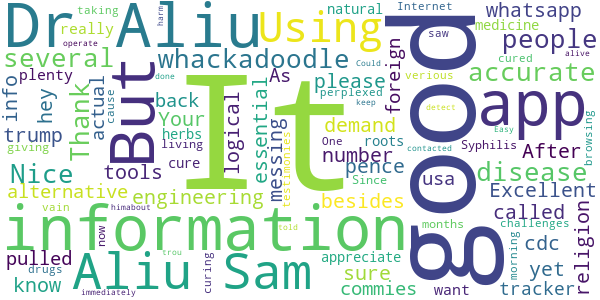 Dr Aliu Using good natural Internet harm taking whatsapp
really operate saw medicine
several whackadoodle people
info hey plenty Thank But actual back It As please perplexed Could keep foreign cured alive
essential logical accurate
trump Your cause herbs messing demand roots app verious detect
giving living tools cure number One Syphilis Easy browsing
Nice testimonies pence Since contacted After disease
alternative engineering besides usa Excellent
vain himabout now information months called challenges religion
pulled Aliu Sam appreciate morning cdc yet
know drugs curing sure want tracker
immediately told commies trou done